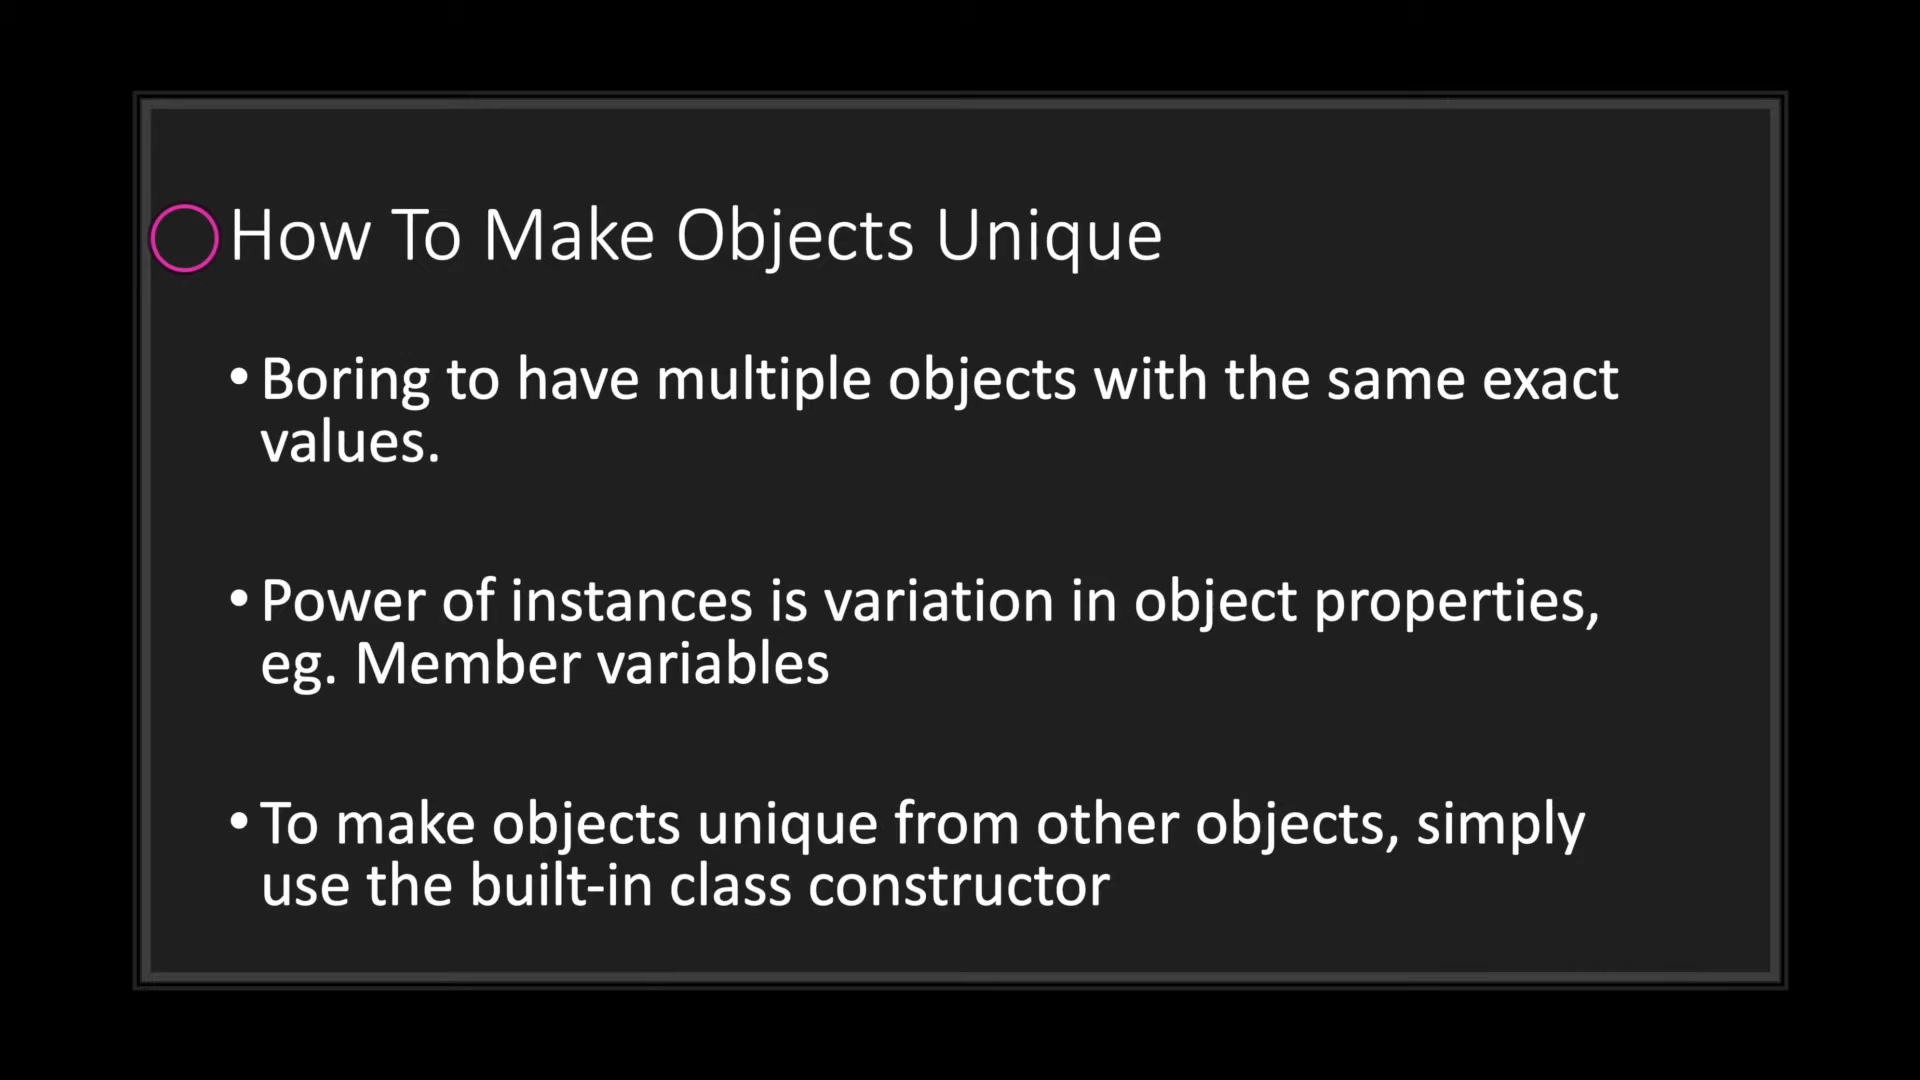 How To Make Objects Unique
• Boring to have multiple objects with the same exact
values.
• Power of instances is variation in object properties,
eg. Member variables
• To make objects unique from other objects, simply
use the built-in class constructor